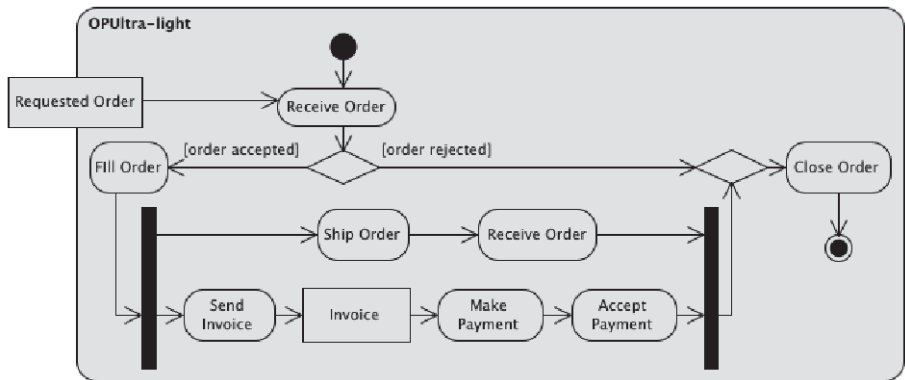 OPUltra-light
Requested Order
Receive Order
[order accepted]
[order rejected]
FIll Order
Close Order
Ship Order
Receive Order
Send
Invoice
Invoice
Make
Payment
Accept
Payment